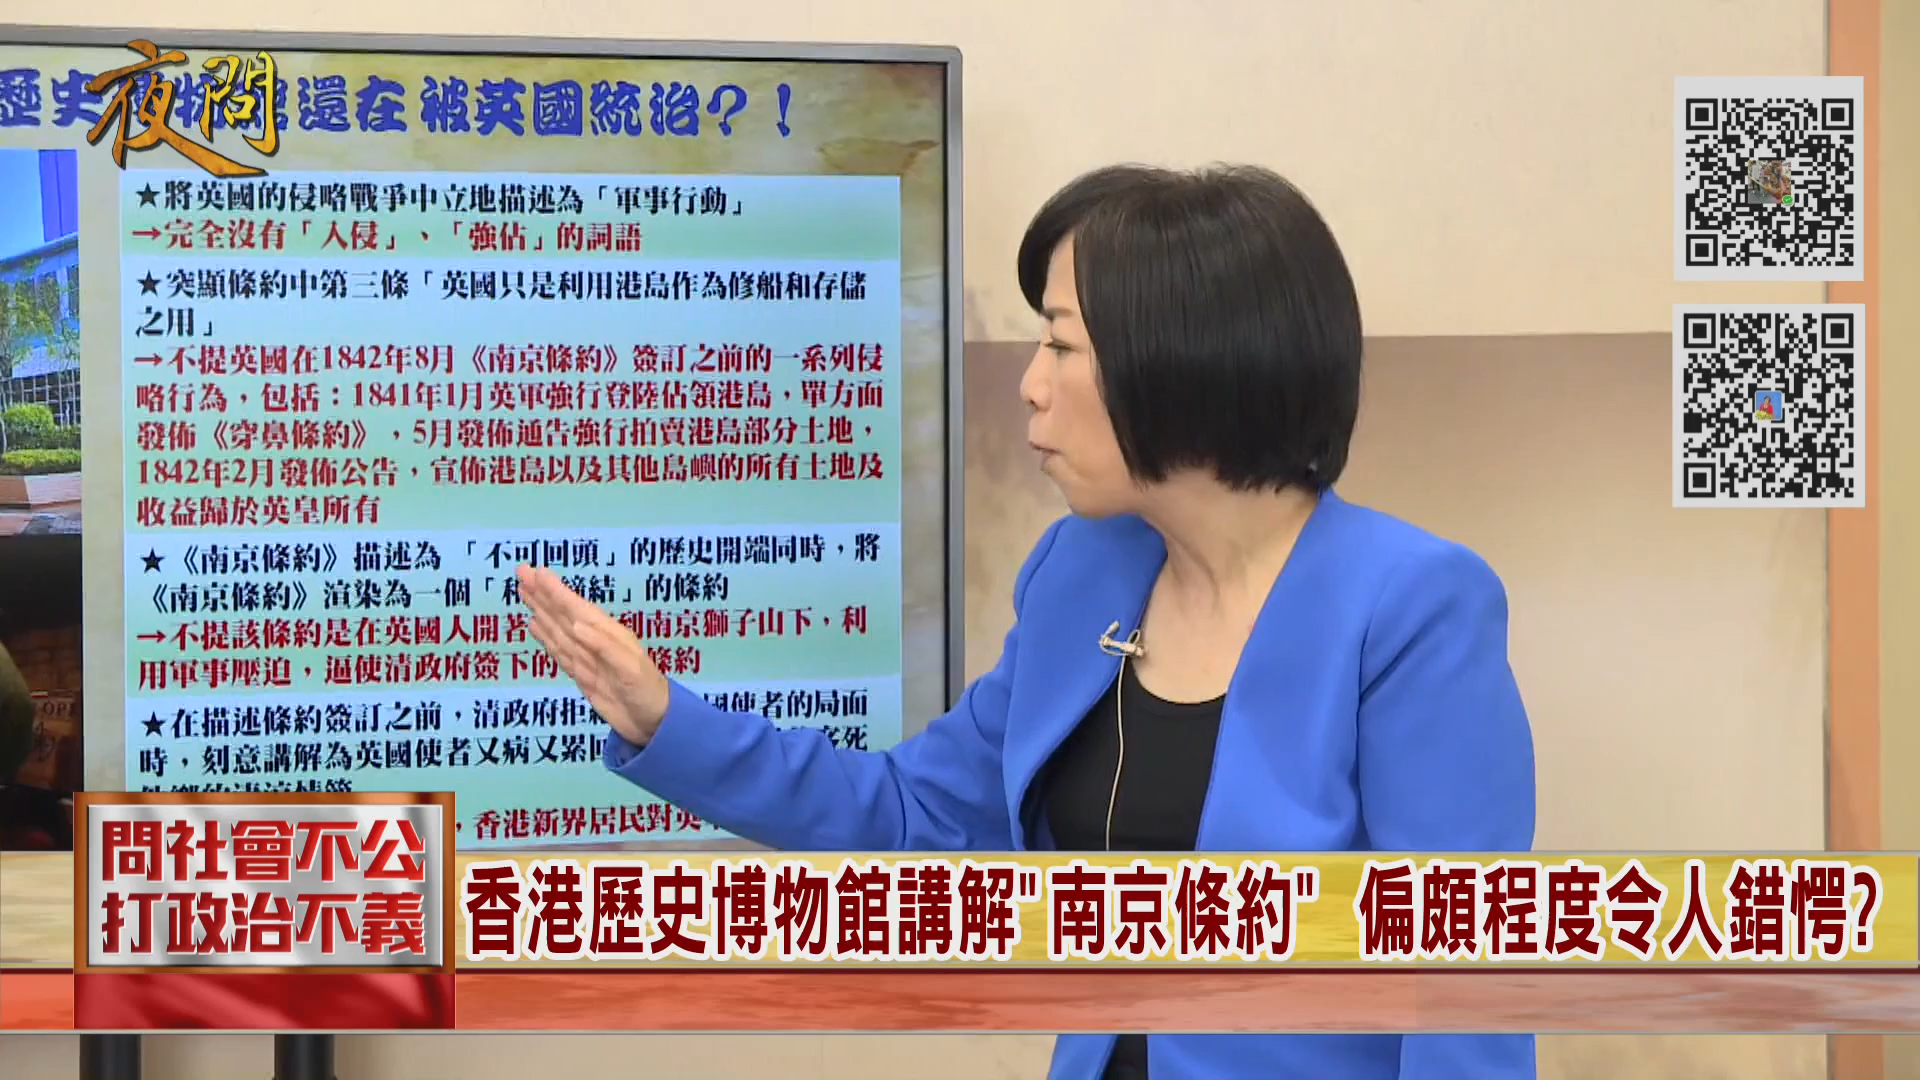 夜問
歷史 還在被英國統治?!
★將英國的侵略戰爭中立地描述為「軍事行動」
→完全沒有「入侵」、「強佔」的詞語
★突顯條約中第三條「英國只是利用港島作為修船和存儲
之用」
→不提英國在1842年8月《南京條約》簽訂之前的一系列侵
略行為，包括：1841年1月英軍強行登陸佔領港島，單方面
發佈《穿鼻條約》，5月發佈通告強行拍賣港島部分土地，
1842年2月發佈公告，宣佈港島以及其他島嶼的所有土地及
收益歸於英皇所有
★《南京條約》描述為 「不可回頭」的歷史開端同時，將
《南京條約》渲染為一個「和 締結」的條約
→不提該條約是在英國人開著 到南京獅子山下，利
用軍事壓迫，逼使清政府簽下的 條約
★在描述條約簽訂之前，清政府拒 國使者的局面
時，刻意講解為英國使者又病又累 客死
，香港新界居民對英
問社會不公
打政治不義
香港歷史博物館講解"南京條約" 偏頗程度令人錯愕?